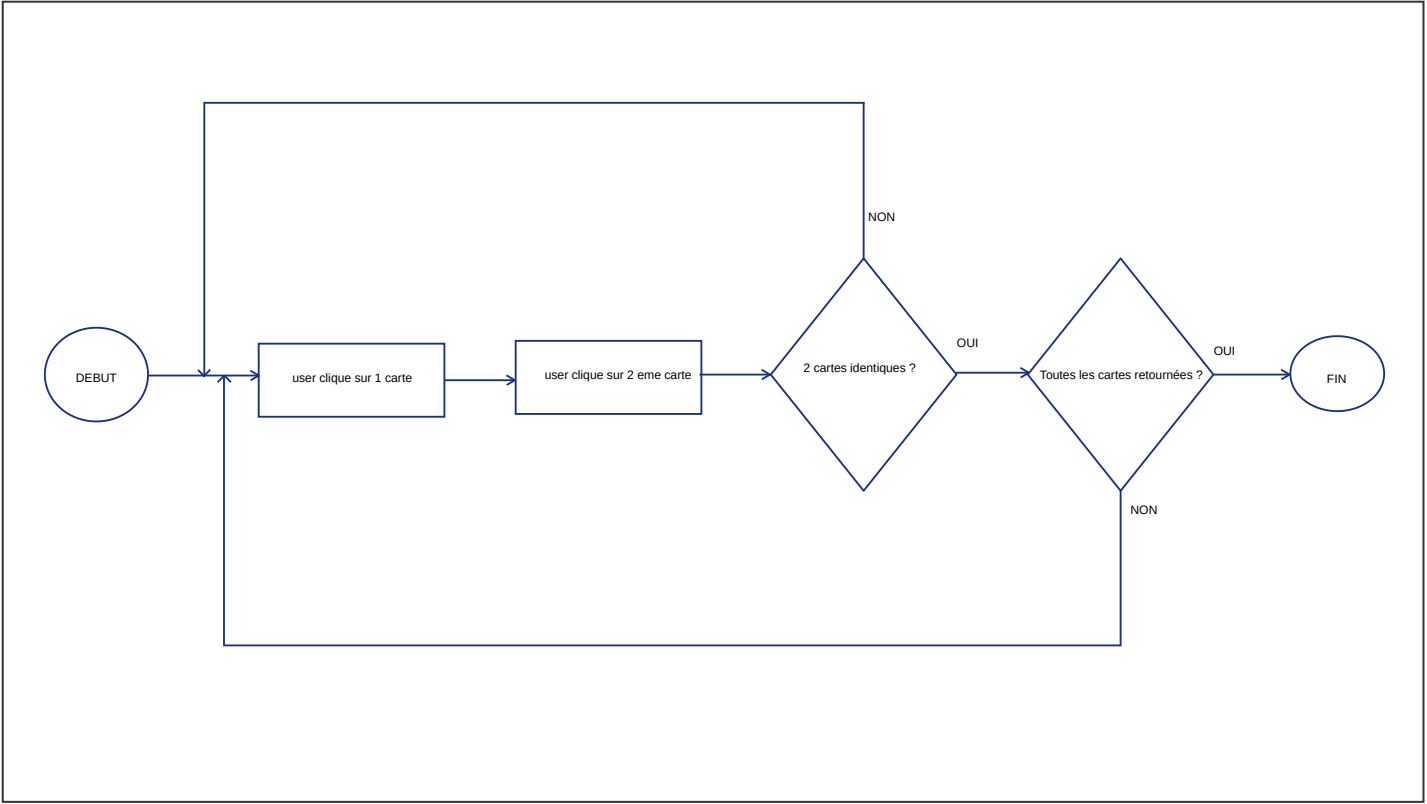 DEBUT
user clique sur 1 carte
user clique sur 2 eme carte
2 cartes identiques ?
NON
OUI
Toutes les cartes retournées ?
OUI
NON
FIN